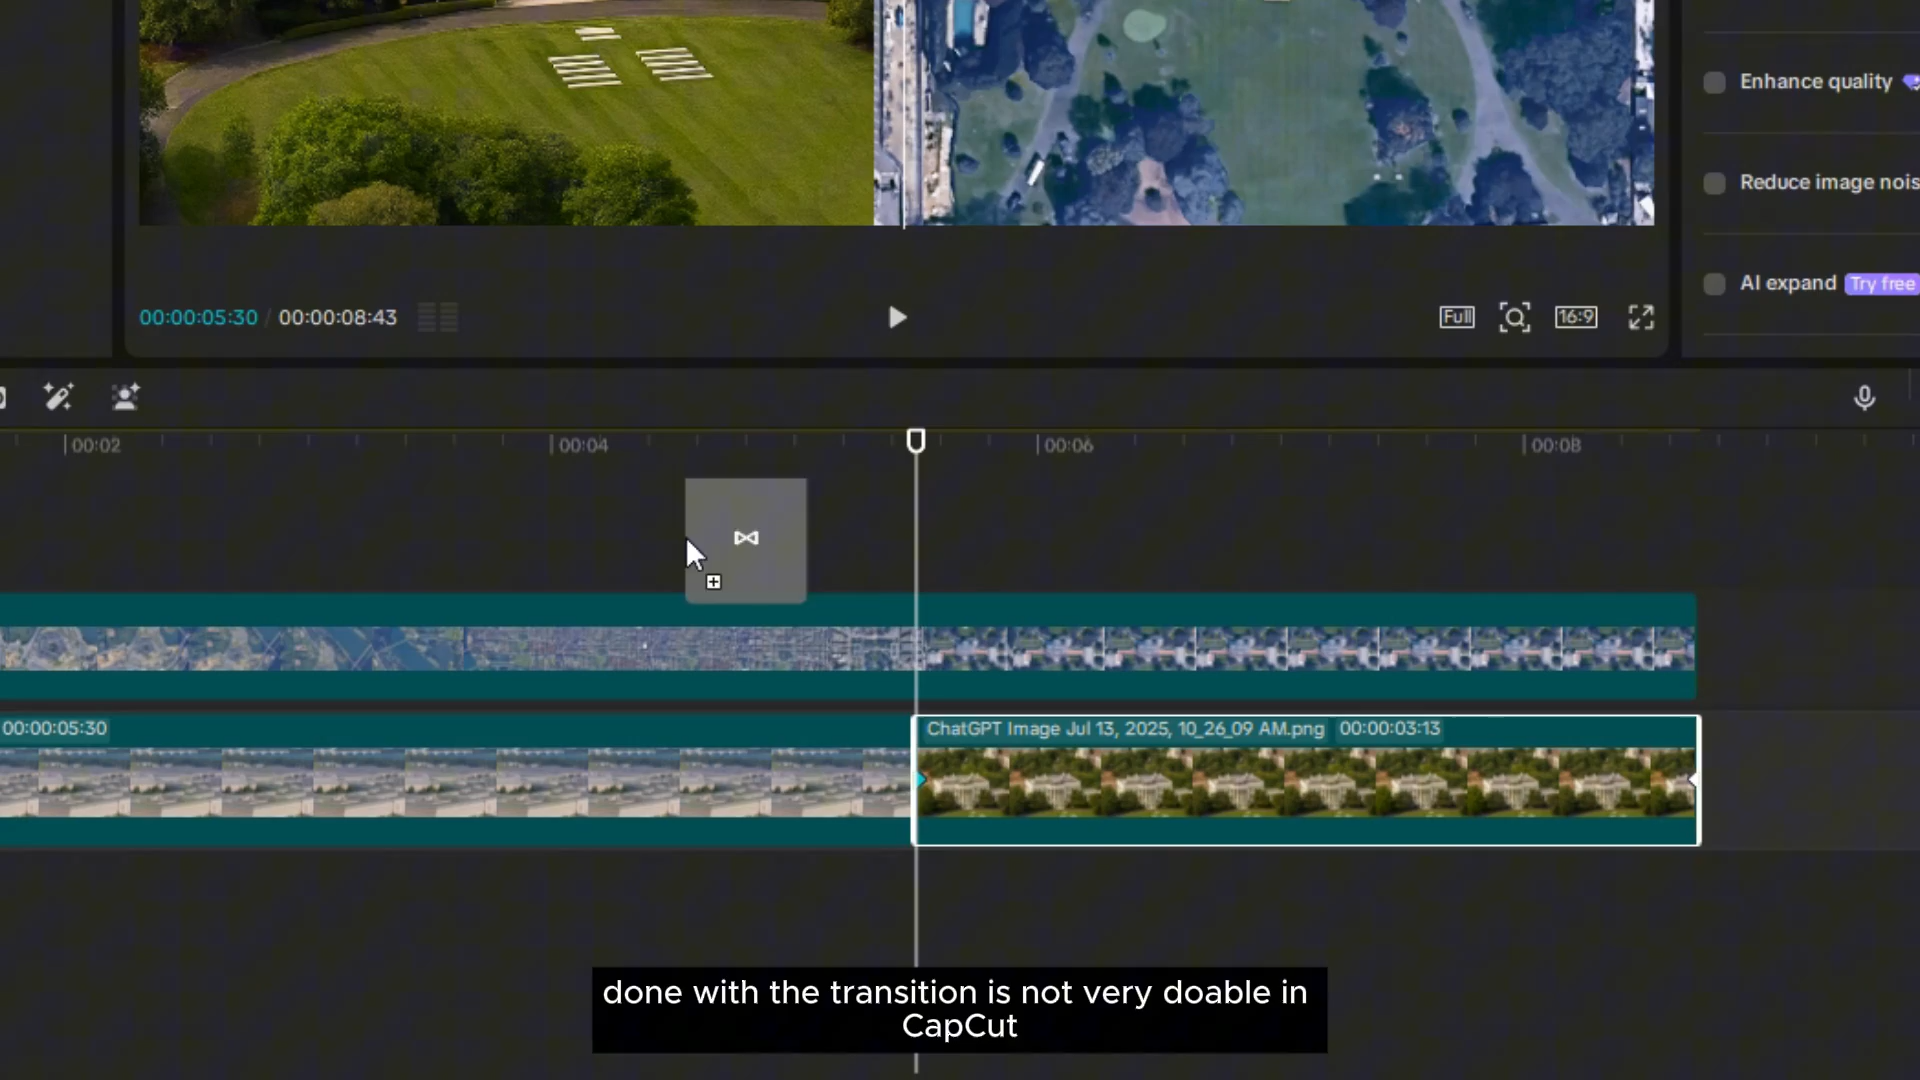 Enhance quality
Reduce image nois
AI expand Try free
00:00:05:30 / 00:00:08:43
Full
16:9
00:02
00:04
00:06
00:08
00:00:05:30
ChatGPT Image Jul 13, 2025, 10_26_09 AM.png 00:00:03:13
done with the transition is not very doable in
CapCut